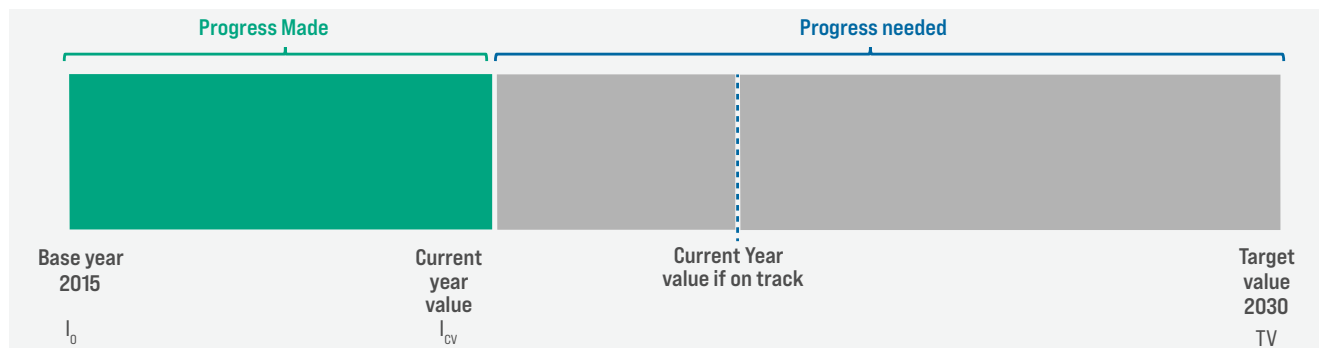 Progress Made
Progress needed
Base year
2015
I0
Current
year
value
ICV
Current Year
value if on track
Target
value
2030
TV